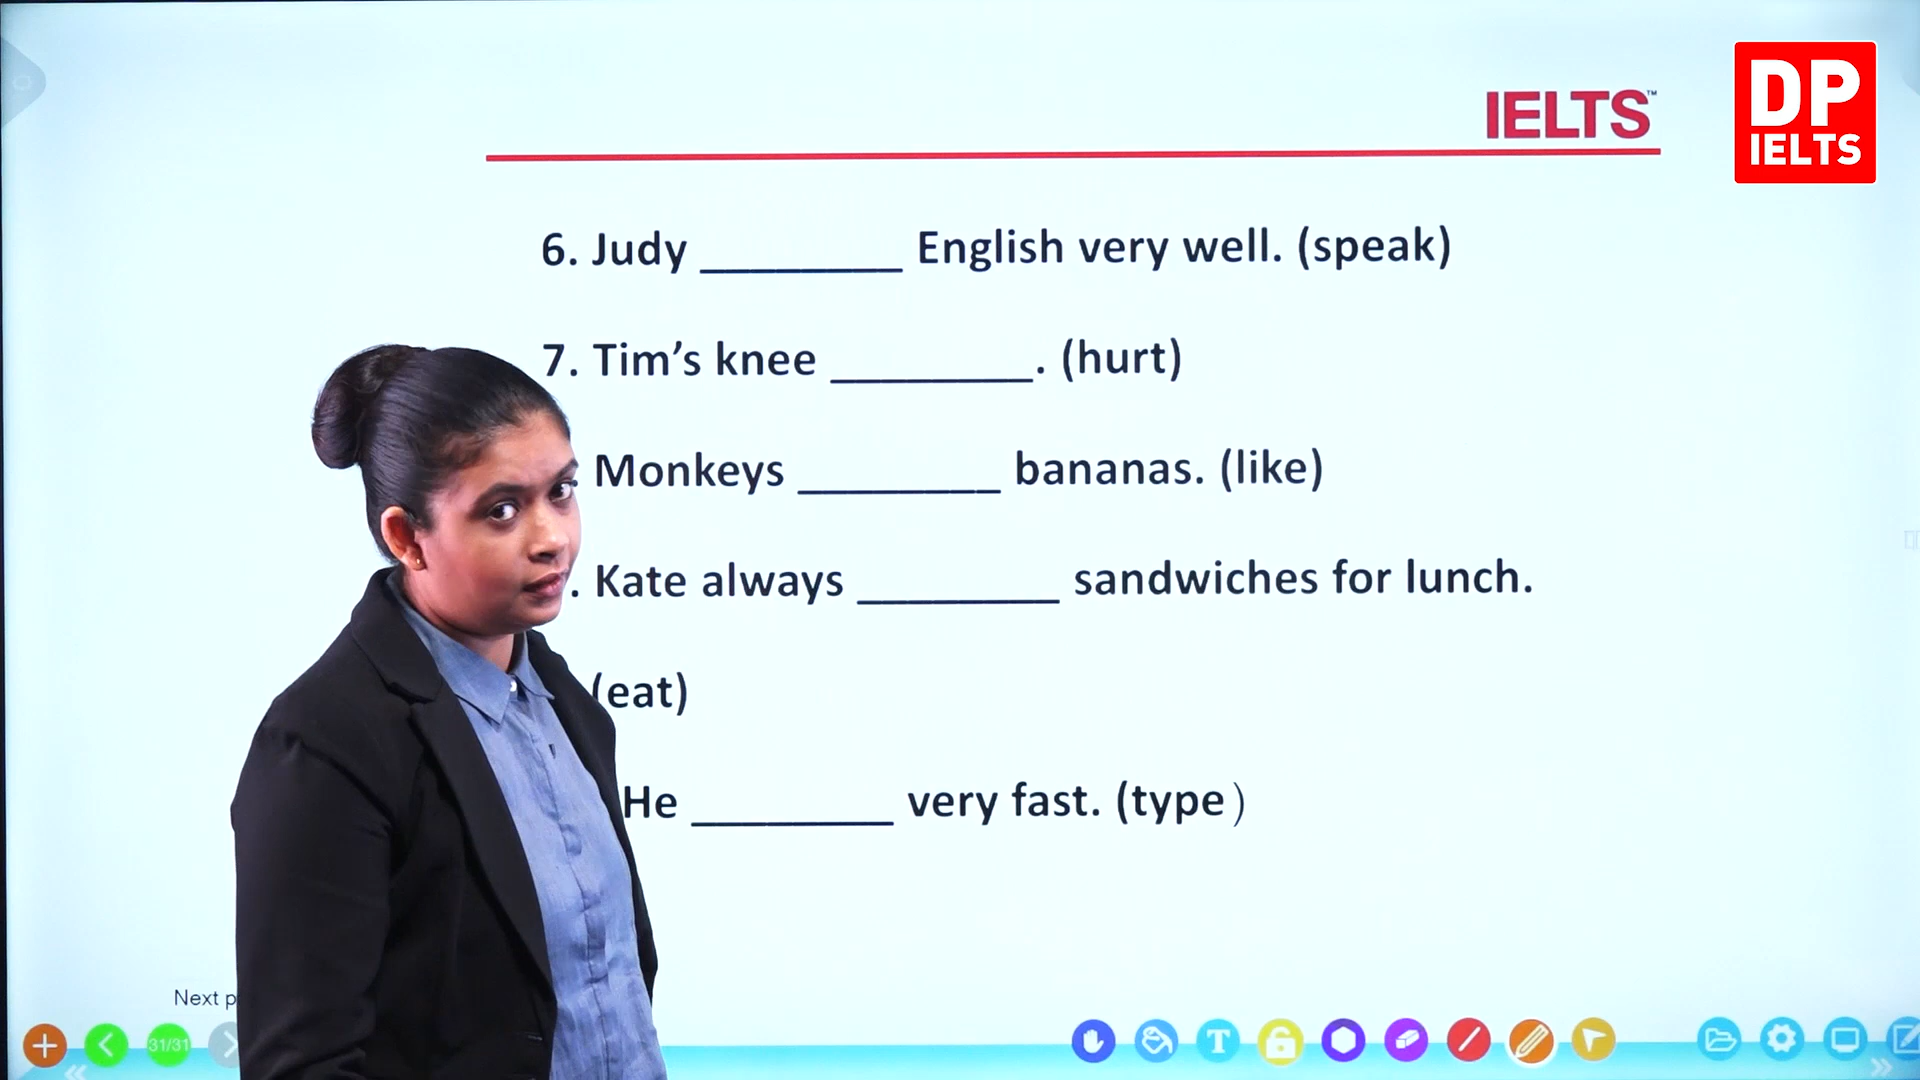 IELTS™
DP
IELTS
6. Judy ________ English very well. (speak)
7. Tim's knee ________. (hurt)
Monkeys ________ bananas. (like)
. Kate always ________ sandwiches for lunch.
(eat)
He ________ very fast. (type)
Next
31/31
T